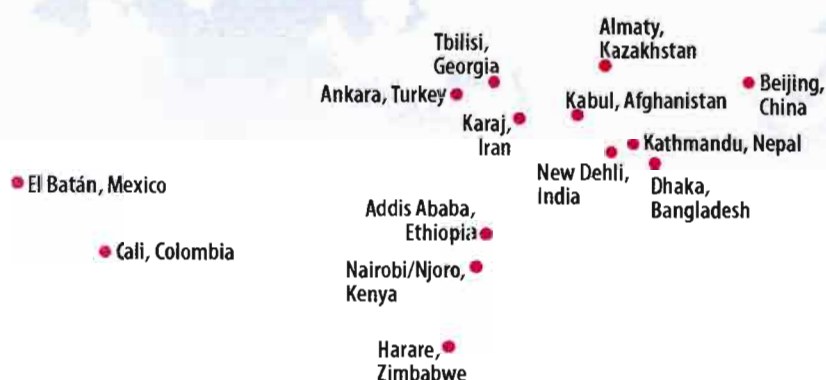 Almaty,
Kazakhstan
Tbilisi,
Georgia
Ankara, Turkey
Beijing,
China
Kabul, Afghanistan
Karaj,
Iran
Kathmandu, Nepal
New Dehli,
India
Dhaka,
Bangladesh
El Batán, Mexico
Addis Ababa,
Ethiopia
Cali, Colombia
Nairobi/Njoro,
Kenya
Harare,
Zimbabwe